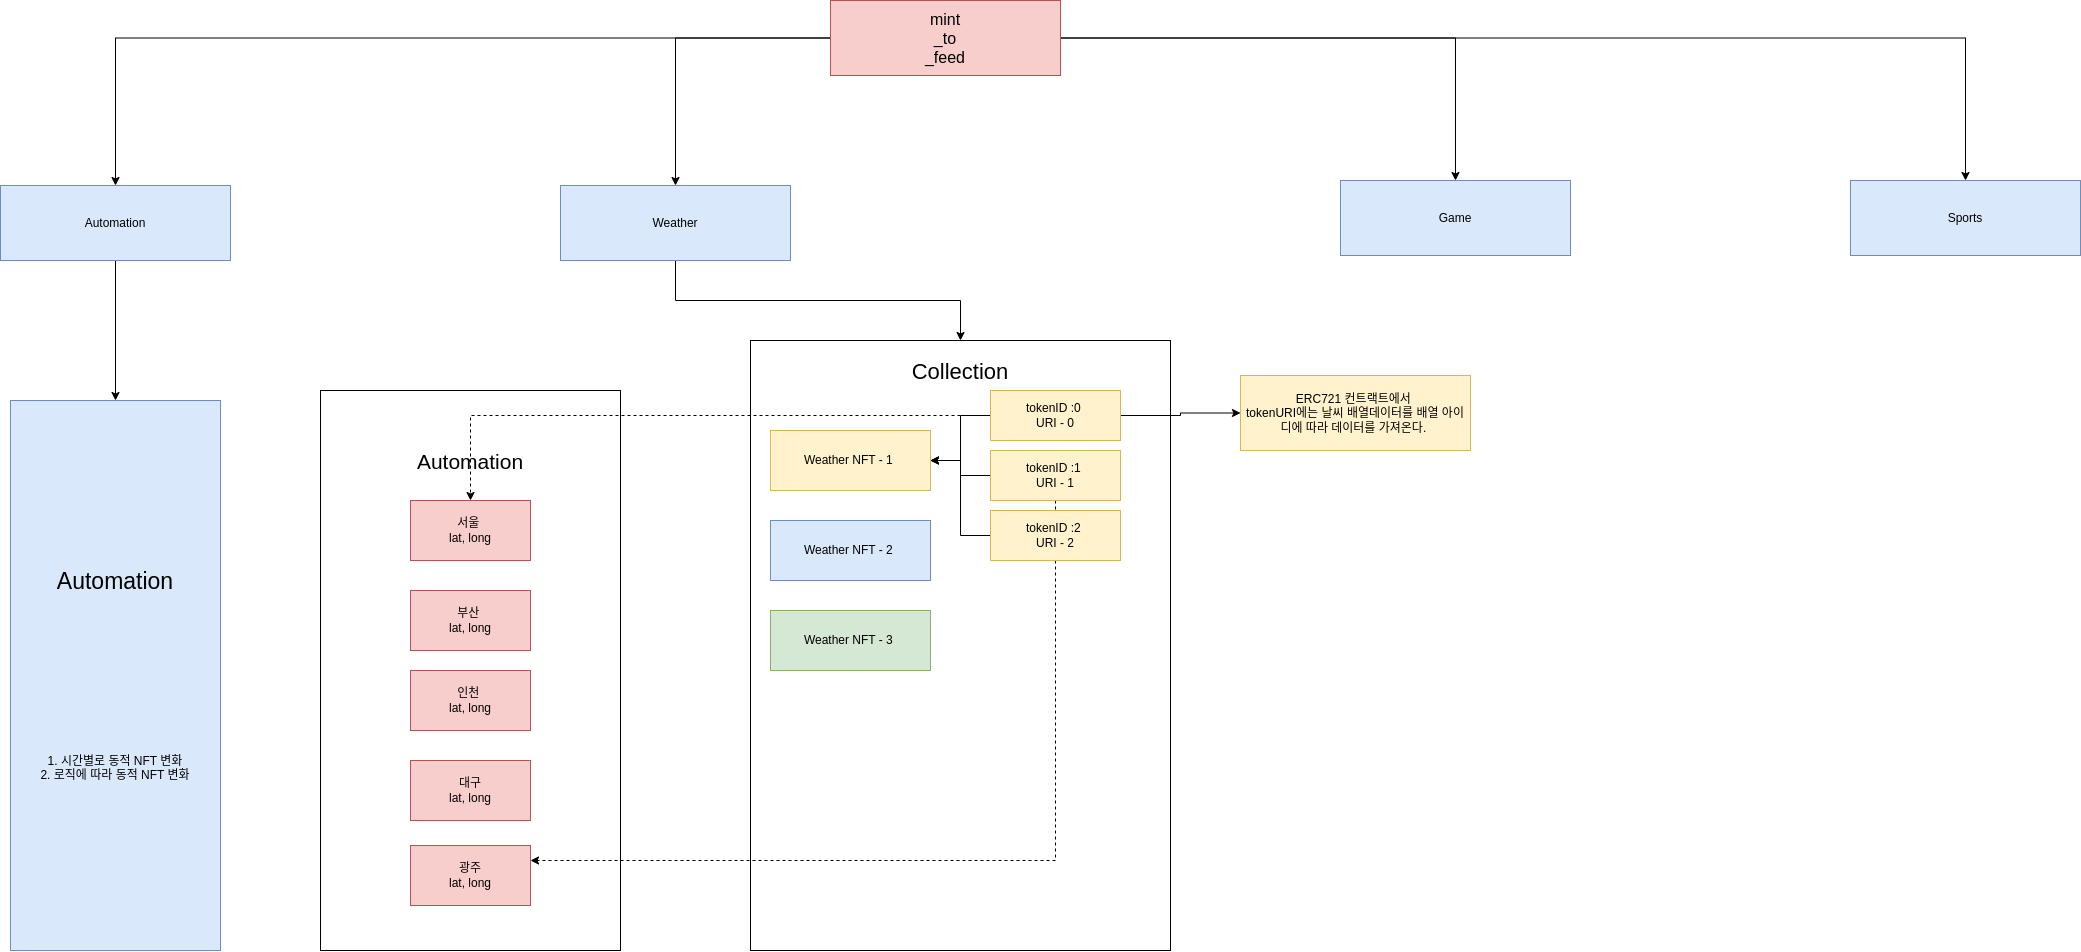 mint
_to
_feed
Automation
Weather
Game
Sports
Automation
1. 시간별로 동적 NFT 변화
2. 로직에 따라 동적 NFT 변화
Automation
서울
lat, long
부산
lat, long
인천
lat, long
대구
lat, long
광주
lat, long
Collection
Weather NFT - 1
Weather NFT - 2
Weather NFT - 3
tokenID :0
URI - 0
tokenID :1
URI - 1
tokenID :2
URI - 2
ERC721 컨트랙트에서
tokenURI에는 날씨 배열데이터를 배열 아이
디에 따라 데이터를 가져온다.